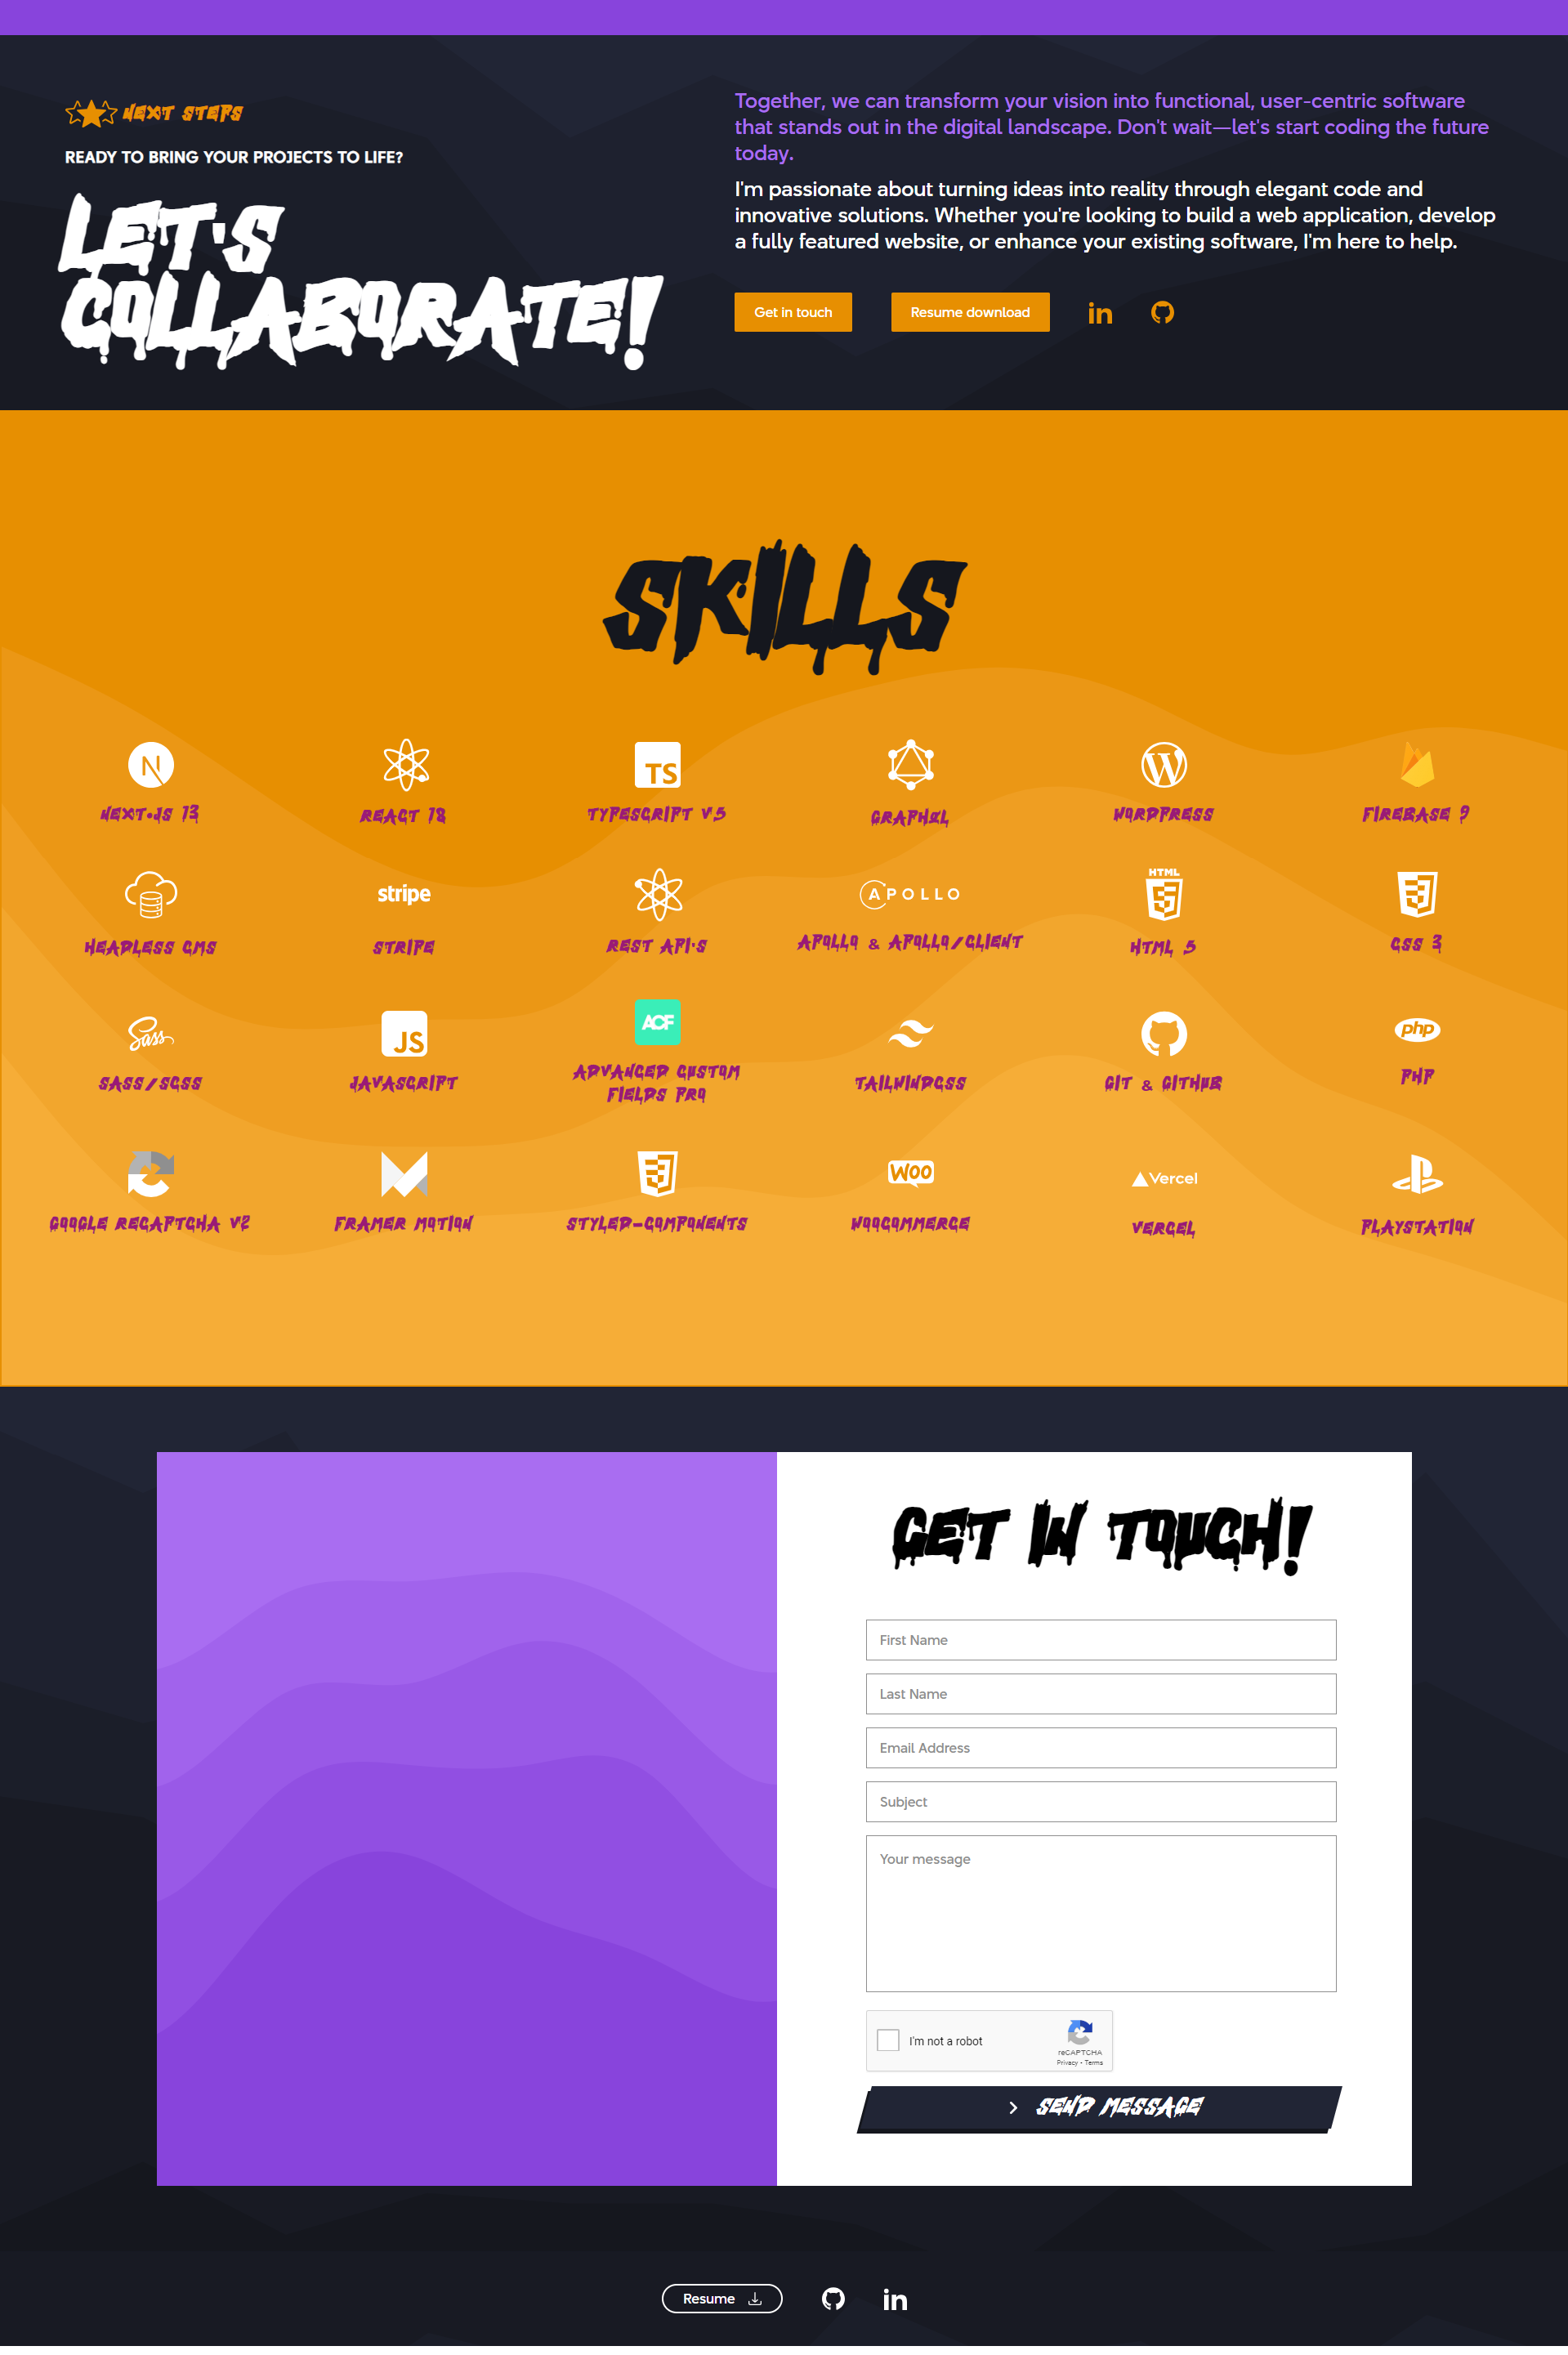 NEXT STEPS
READY TO BRING YOUR PROJECTS TO LIFE?
LET'S
COLLABORATE!
Together, we can transform your vision into functional, user-centric software
that stands out in the digital landscape. Don't wait—let's start coding the future
today.
I'm passionate about turning ideas into reality through elegant code and
innovative solutions. Whether you're looking to build a web application, develop
a fully featured website, or enhance your existing software, I'm here to help.
Get in touch
Resume download
in
SKILLS
N
TS
W
NEXT.JS 13
REACT 18
TYPESCRIPT V5
GRAPHQL
WORDPRESS
FIREBASE 9
stripe
APOLLO
HTML
5
3
HEADLESS CMS
STRIPE
REST API'S
APOLLO & APOLLO/CLIENT
HTML 5
CSS 3
Sass
JS
ACF
php
SASS/SCSS
JAVASCRIPT
ADVANCED CUSTOM
FIELDS PRO
TAILWINDCSS
GIT & GITHUB
PHP
3
Woo
Vercel
GOOGLE RECAPTCHA V2
FRAMER MOTION
STYLED-COMPONENTS
WOOCOMMERCE
VERCEL
PLAYSTATION
GET IN TOUCH!
First Name
Last Name
Email Address
Subject
Your message
I'm not a robot
reCAPTCHA
Privacy - Terms
SEND MESSAGE
Resume
in